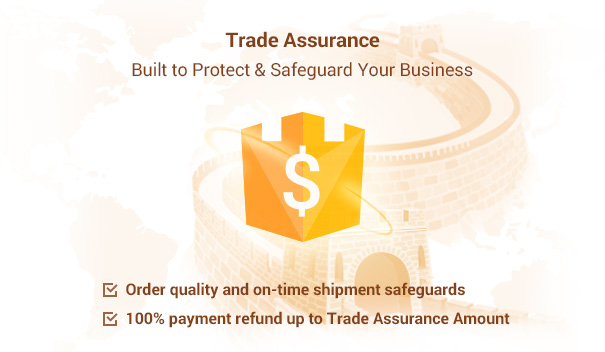 Trade Assurance
Built to Protect & Safeguard Your Business
$
Order quality and on-time shipment safeguards
100% payment refund up to Trade Assurance Amount